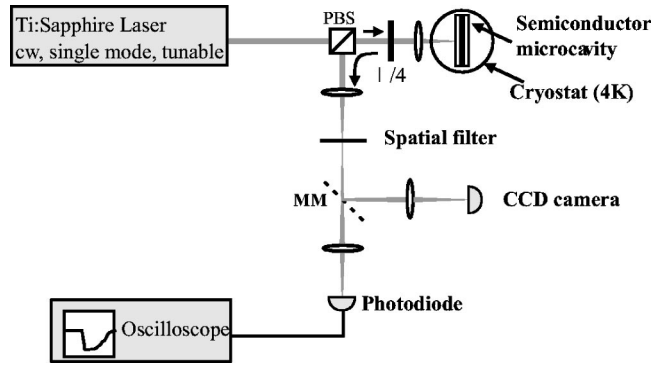 Ti:Sapphire Laser
cw, single mode, tunable
PBS
| /4
Semiconductor
microcavity
Cryostat (4K)
Spatial filter
MM
CCD camera
Photodiode
Oscilloscope